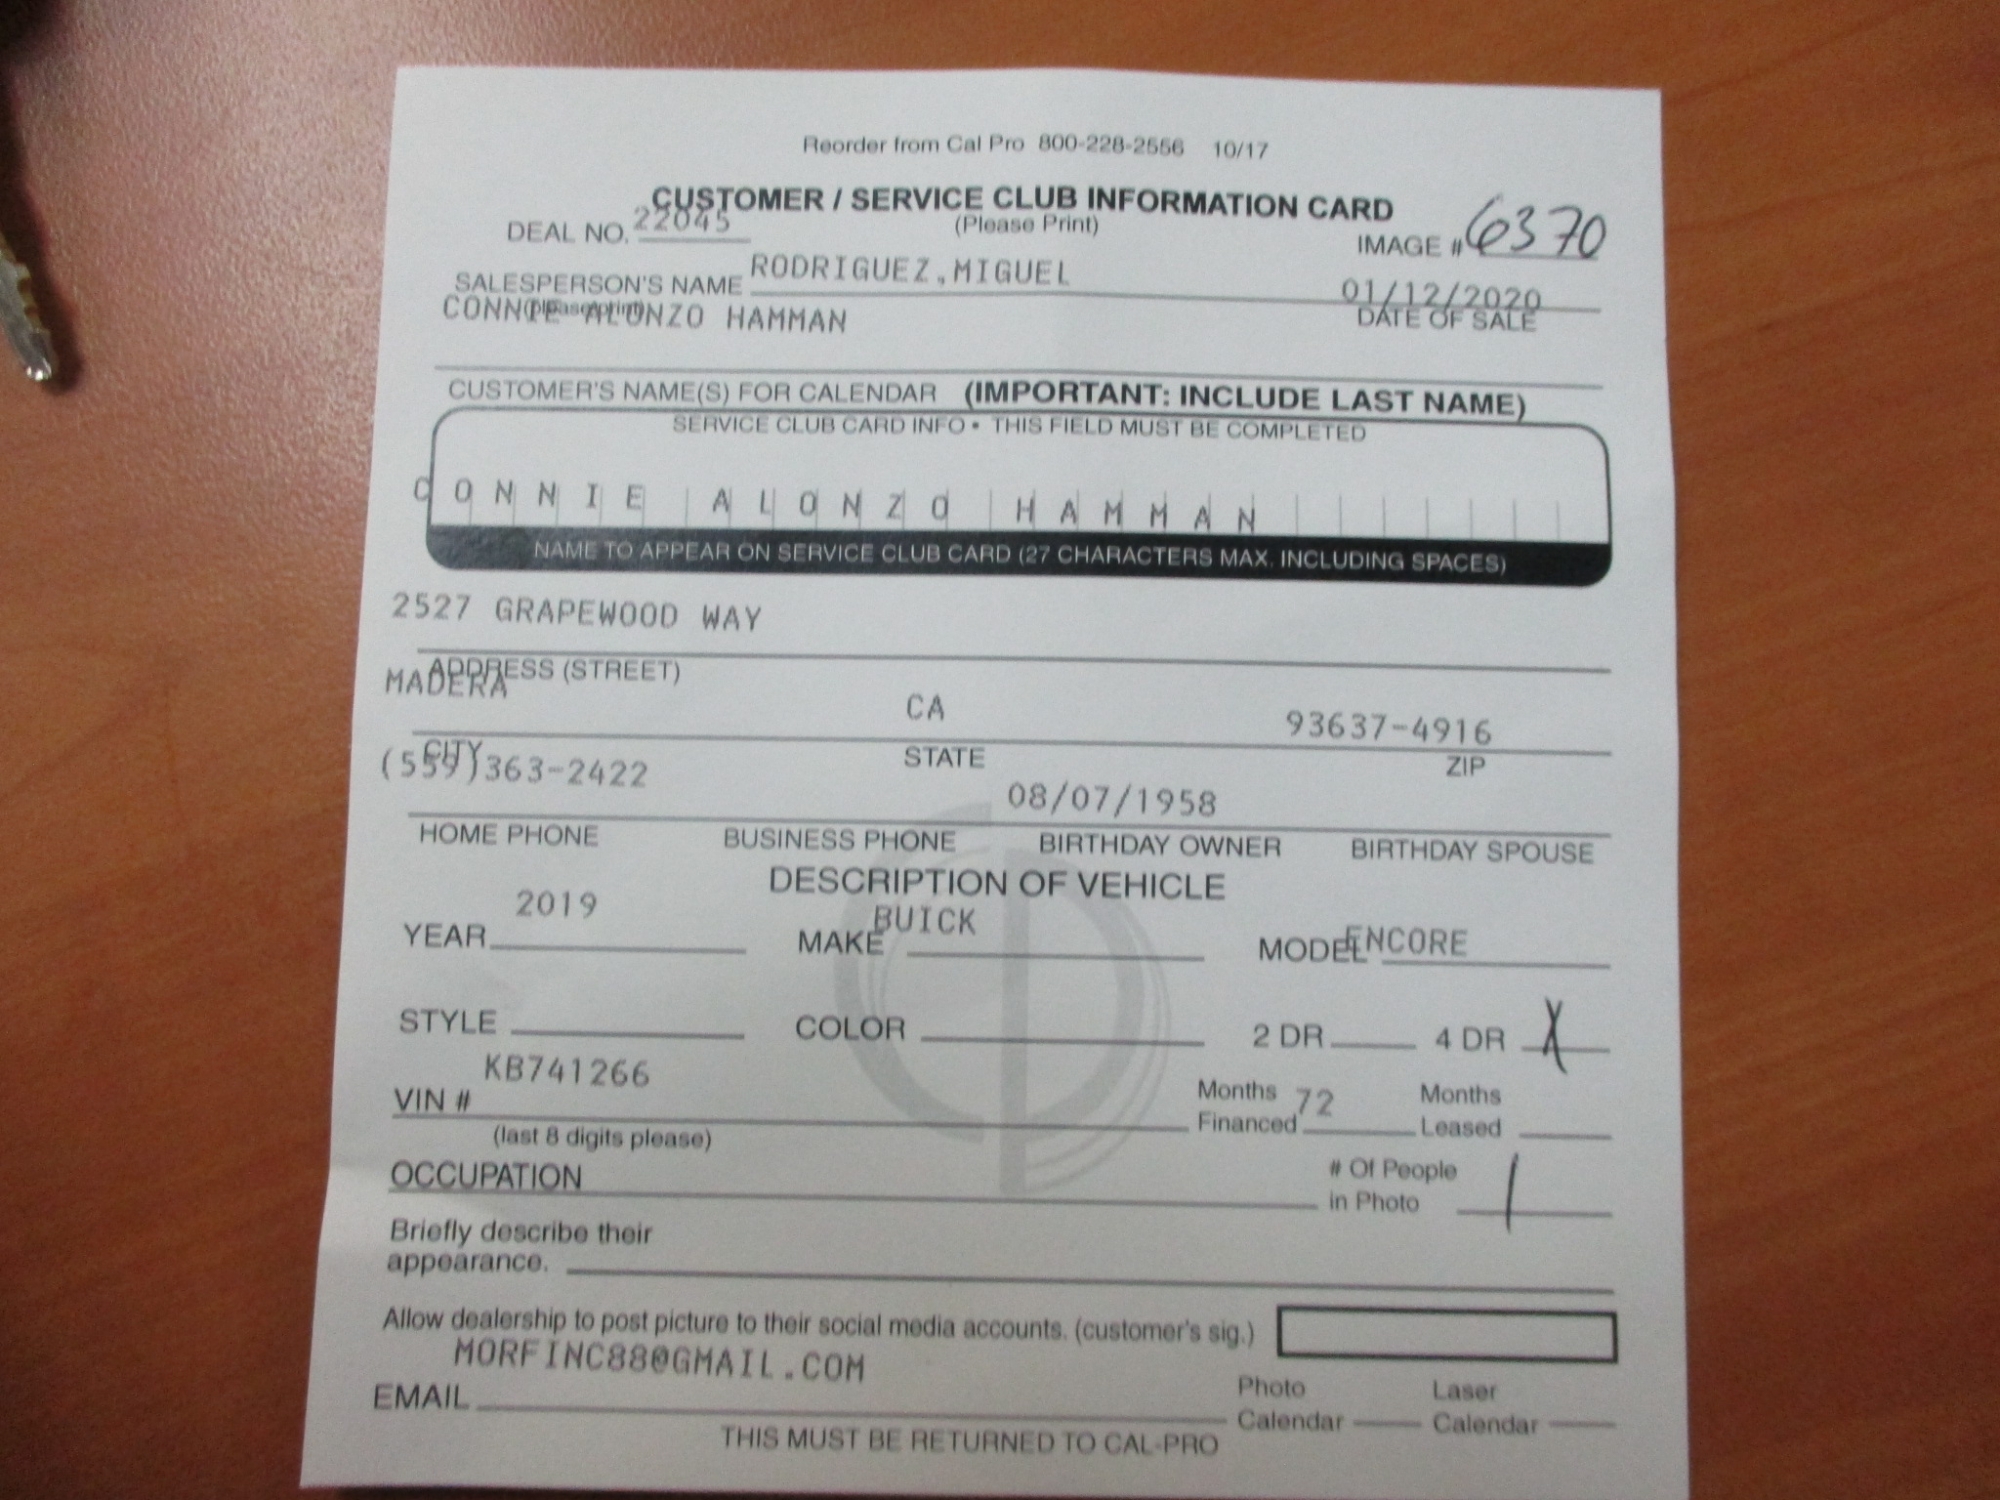 Reorder from Cal Pro 800-228-2556 10/17
CUSTOMER / SERVICE CLUB INFORMATION CARD
(Please Print)
DEAL NO. 22045
IMAGE # 6370
SALESPERSON'S NAME RODRIGUEZ,MIGUEL
(please print)
01/12/2020
DATE OF SALE
CONNIE ALONZO HAMMAN
CUSTOMER'S NAME(S) FOR CALENDAR (IMPORTANT: INCLUDE LAST NAME)
SERVICE CLUB CARD INFO • THIS FIELD MUST BE COMPLETED
CONNIE ALONZO HAMMAN
NAME TO APPEAR ON SERVICE CLUB CARD (27 CHARACTERS MAX. INCLUDING SPACES)
2527 GRAPEWOOD WAY
ADDRESS (STREET)
MADERA CA 93637-4916
CITY STATE ZIP
(559)363-2422 08/07/1958
HOME PHONE BUSINESS PHONE BIRTHDAY OWNER BIRTHDAY SPOUSE
DESCRIPTION OF VEHICLE
YEAR 2019 MAKE BUICK MODEL ENCORE
STYLE COLOR 2 DR 4 DR X
VIN # KB741266 Months Financed 72 Months Leased
(last 8 digits please)
OCCUPATION # Of People in Photo 1
Briefly describe their
appearance.
Allow dealership to post picture to their social media accounts. (customer's sig.)
EMAIL MORFINC88@GMAIL.COM Photo Calendar Laser Calendar
THIS MUST BE RETURNED TO CAL-PRO